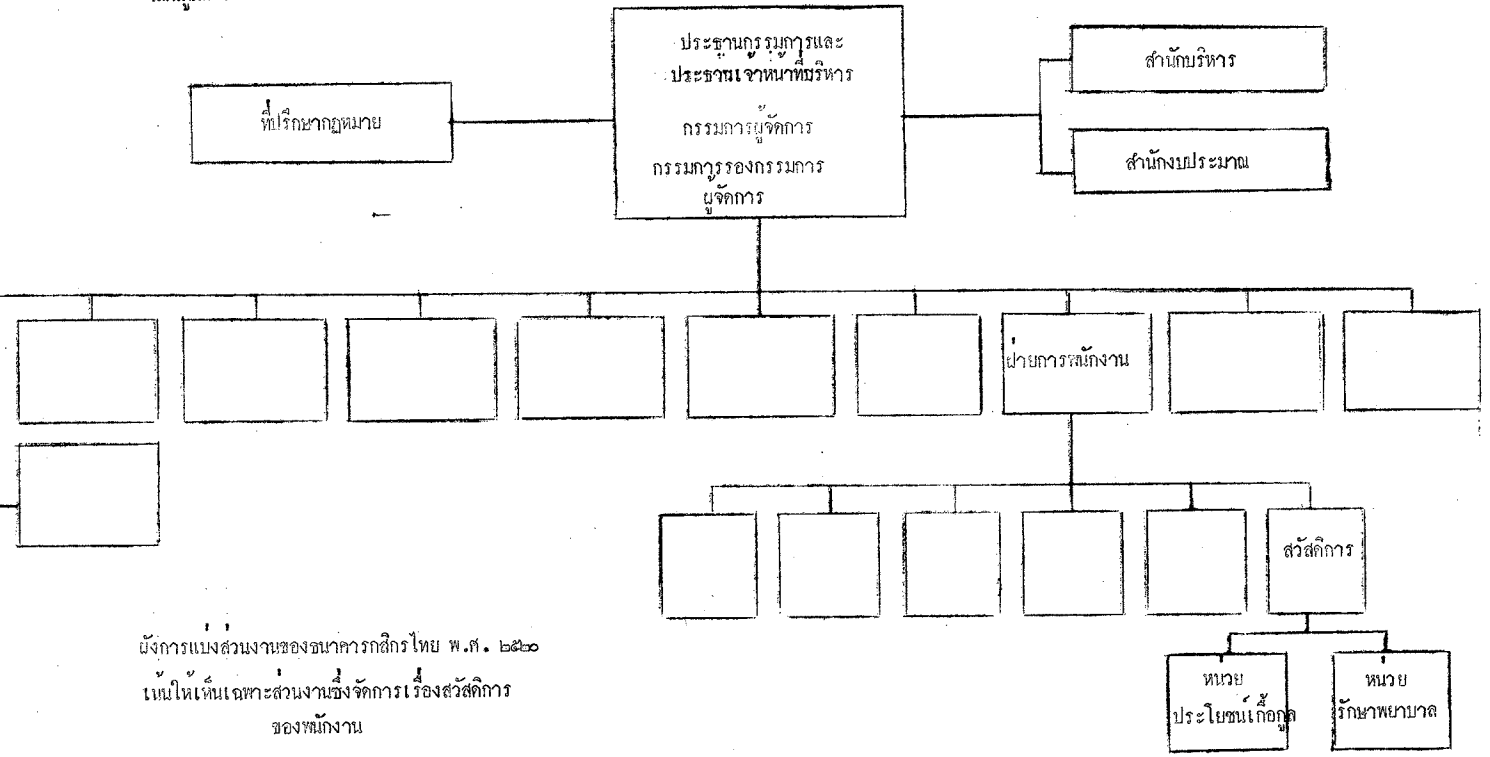 ประธานกรรมการและ
ประธานเจ้าหน้าที่บริหาร
กรรมการผู้จัดการ
กรรมการรองกรรมการ
ผู้จัดการ
ที่ปรึกษากฎหมาย
สำนักบริหาร
สำนักงบประมาณ
ฝ่ายการพนักงาน
สวัสดิการ
หน่วย
ประโยชน์เกื้อกูล
หน่วย
รักษาพยาบาล
ผังการแบ่งส่วนงานของธนาคารกสิกรไทย พ.ศ. ๒๕๒๐
เน้นให้เห็นเฉพาะส่วนงานซึ่งจัดการเรื่องสวัสดิการ
ของพนักงาน